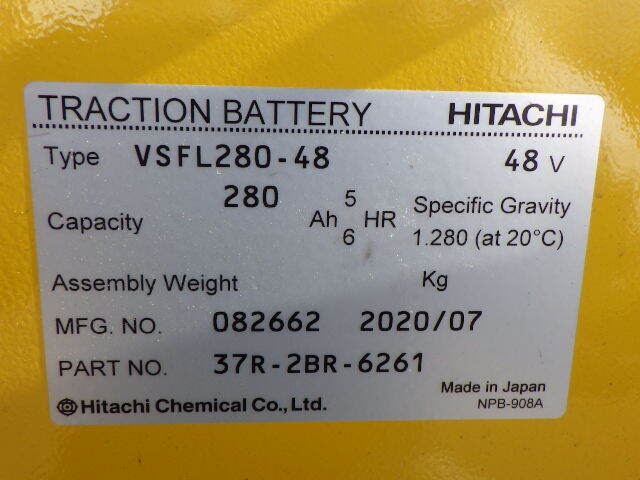 TRACTION BATTERY HITACHI
Type VSFL280-48 48 V
Capacity 280 Ah 5 HR Specific Gravity
6 1.280 (at 20°C)
Assembly Weight Kg
MFG. NO. 082662 2020/07
PART NO. 37R-2BR-6261
Made in Japan
Hitachi Chemical Co., Ltd. NPB-908A